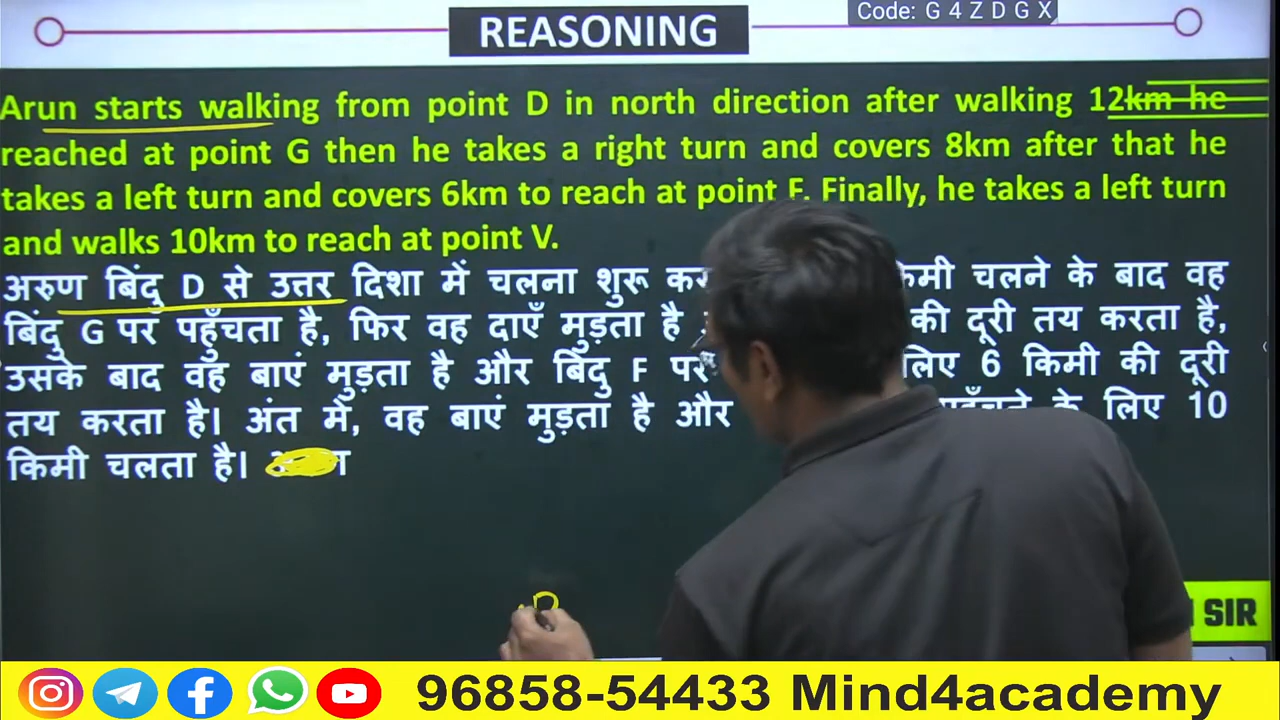 Code: G 4 Z D G X
REASONING
Arun starts walking from point D in north direction after walking 12km he
reached at point G then he takes a right turn and covers 8km after that he
takes a left turn and covers 6km to reach at point F. Finally, he takes a left turn
and walks 10km to reach at point V.
अरुण बिंदु D से उत्तर दिशा में चलना शुरू चलने के बाद वह
बिंदु G पर पहुँचता है, फिर वह दाएँ मुड़ता है की दूरी तय करता है,
उसके बाद वह बाएं मुड़ता है और बिंदु F लिए 6 किमी की दूरी
तय करता है। अंत में, वह बाएं मुड़ता है और के लिए 10
किमी चलता है।
D
SIR
96858-54433 Mind4academy